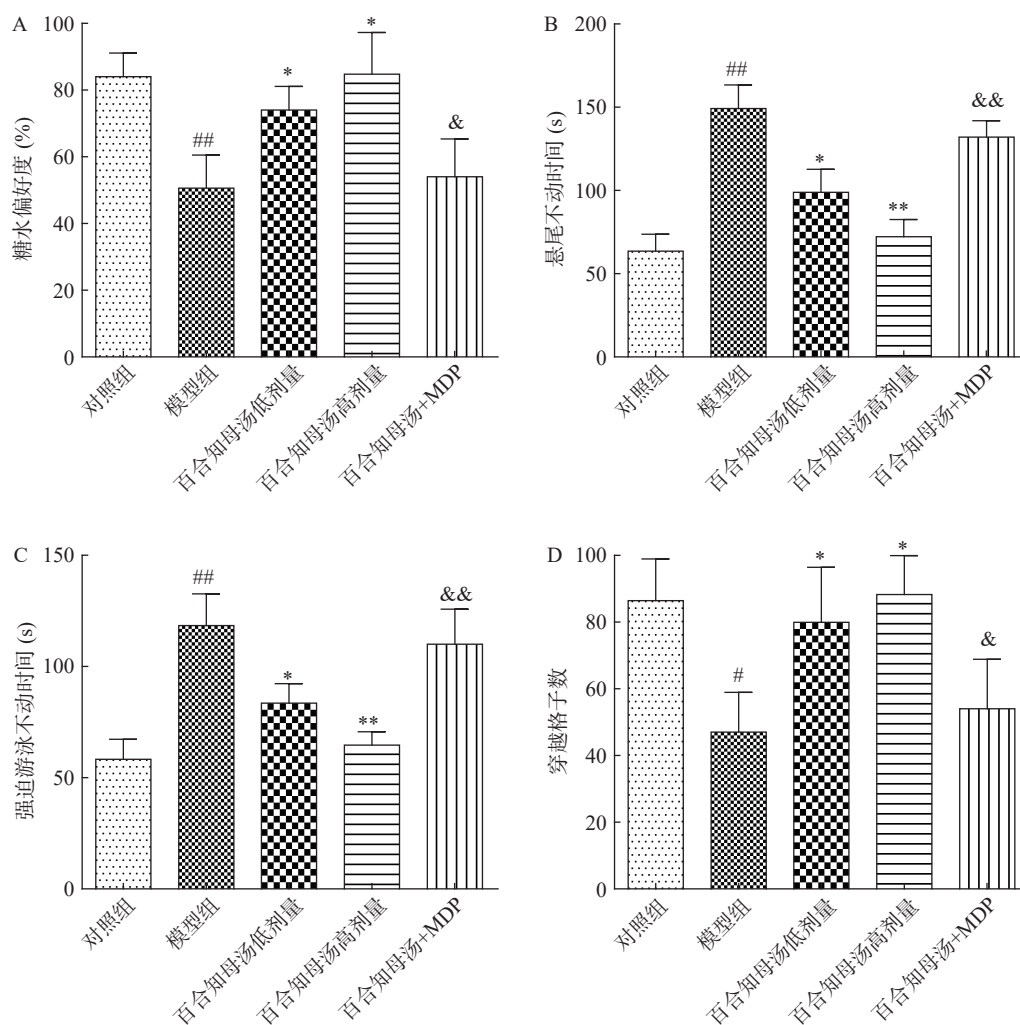 A
糖水偏好度 (%)
100
80
60
40
20
0
##
*
*
&
对照组
模型组
百合知母汤低剂量
百合知母汤高剂量
百合知母汤+MDP
B
悬尾不动时间 (s)
200
150
100
50
0
##
*
**
&&
对照组
模型组
百合知母汤低剂量
百合知母汤高剂量
百合知母汤+MDP
C
强迫游泳不动时间 (s)
150
100
50
0
##
*
**
&&
对照组
模型组
百合知母汤低剂量
百合知母汤高剂量
百合知母汤+MDP
D
穿越格子数
100
80
60
40
20
0
#
*
*
&
对照组
模型组
百合知母汤低剂量
百合知母汤高剂量
百合知母汤+MDP